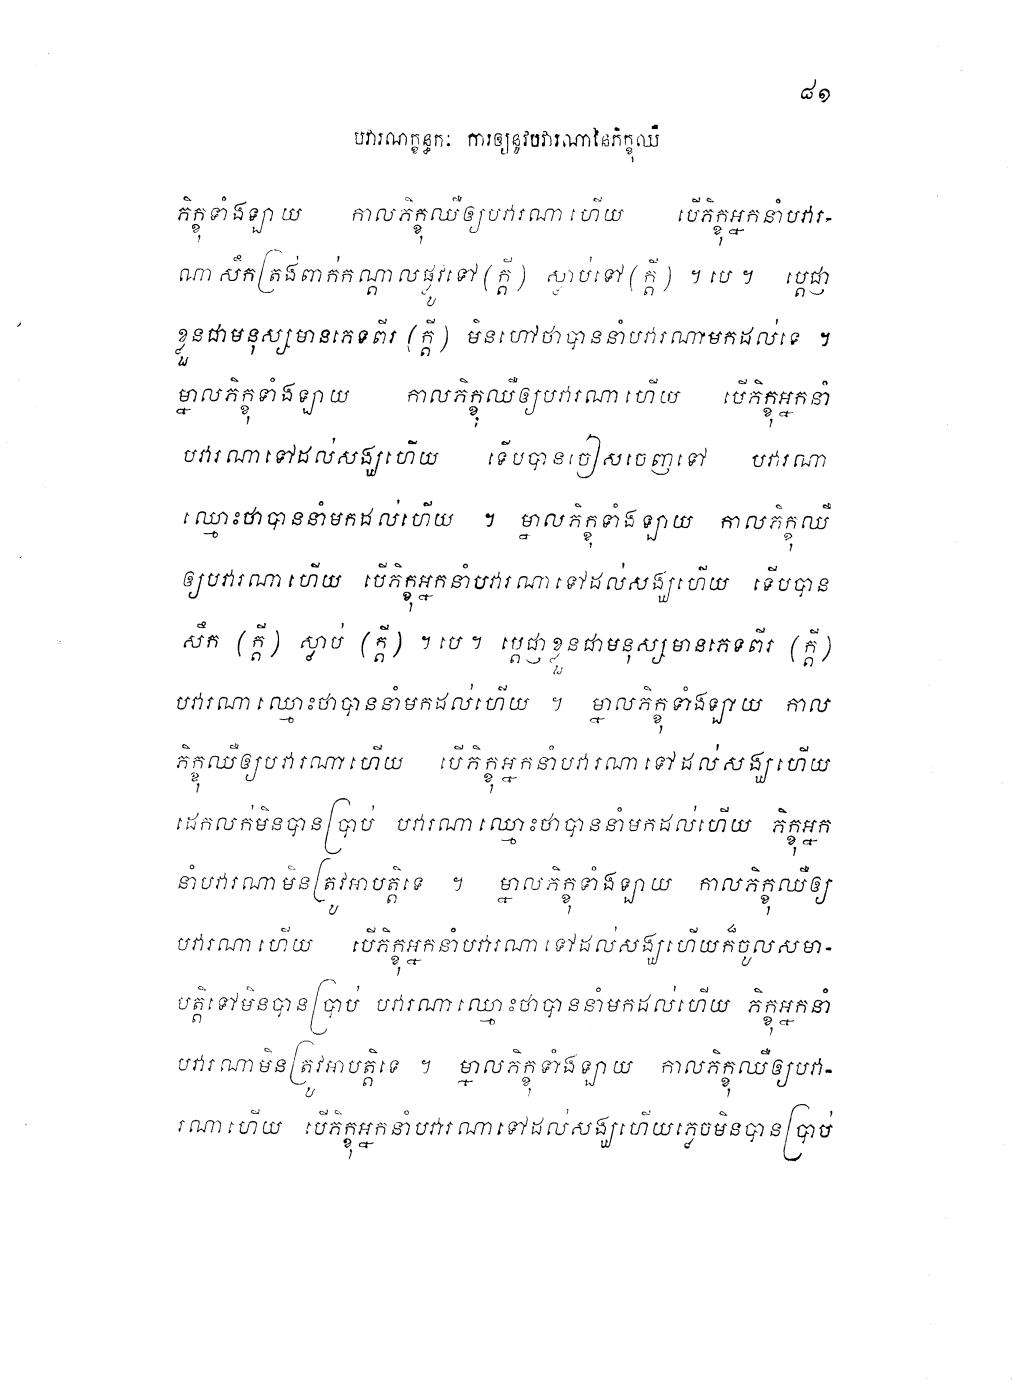 ៨១
បវារណក្ខន្ធកៈ ការឲ្យនូវបវារណានៃភិក្ខុឈឺ
ភិក្ខុទាំងឡាយ កាលភិក្ខុឈឺឲ្យបវារណាហើយ បើភិក្ខុអ្នកនាំបវារ-
ណាសឹកត្រង់ពាក់កណ្តាលផ្លូវទៅ (ក្តី) ស្លាប់ទៅ (ក្តី) ។ បេ ។ ប្តេជ្ញា
ខ្លួនជាមនុស្សមានភេទពីរ (ក្តី) មិនហៅថាបាននាំបវារណាមកដល់ទេ ។
ម្នាលភិក្ខុទាំងឡាយ កាលភិក្ខុឈឺឲ្យបវារណាហើយ បើភិក្ខុអ្នកនាំ
បវារណាទៅដល់សង្ឃហើយ ទើបបានចៀសចេញទៅ បវារណា
ឈ្មោះថាបាននាំមកដល់ហើយ ។ ម្នាលភិក្ខុទាំងឡាយ កាលភិក្ខុឈឺ
ឲ្យបវារណាហើយ បើភិក្ខុអ្នកនាំបវារណាទៅដល់សង្ឃហើយ ទើបបាន
សឹក (ក្តី) ស្លាប់ (ក្តី) ។ បេ ។ ប្តេជ្ញាខ្លួនជាមនុស្សមានភេទពីរ (ក្តី)
បវារណាឈ្មោះថាបាននាំមកដល់ហើយ ។ ម្នាលភិក្ខុទាំងឡាយ កាល
ភិក្ខុឈឺឲ្យបវារណាហើយ បើភិក្ខុអ្នកនាំបវារណាទៅដល់សង្ឃហើយ
ដេកលក់មិនបានប្រាប់ បវារណាឈ្មោះថាបាននាំមកដល់ហើយ ភិក្ខុអ្នក
នាំបវារណាមិនត្រូវអាបត្តិទេ ។ ម្នាលភិក្ខុទាំងឡាយ កាលភិក្ខុឈឺឲ្យ
បវារណាហើយ បើភិក្ខុអ្នកនាំបវារណាទៅដល់សង្ឃហើយក៏ចូលសមា-
បត្តិទៅមិនបានប្រាប់ បវារណាឈ្មោះថាបាននាំមកដល់ហើយ ភិក្ខុអ្នកនាំ
បវារណាមិនត្រូវអាបត្តិទេ ។ ម្នាលភិក្ខុទាំងឡាយ កាលភិក្ខុឈឺឲ្យបវា-
រណាហើយ បើភិក្ខុអ្នកនាំបវារណាទៅដល់សង្ឃហើយភ្លេចមិនបានប្រាប់